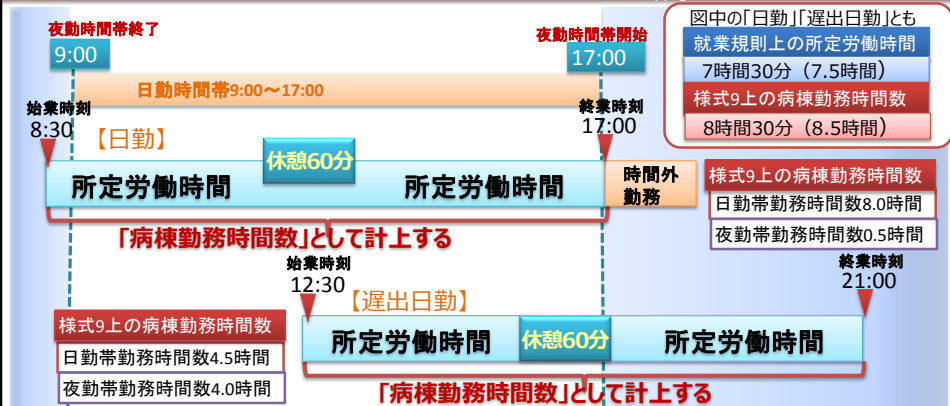 夜勤時間帯終了
9:00
夜勤時間帯開始
17:00
図中の「日勤」「遅出日勤」とも
就業規則上の所定労働時間
7時間30分（7.5時間）
様式9上の病棟勤務時間数
8時間30分（8.5時間）
日勤時間帯9:00～17:00
始業時刻
8:30
【日勤】
終業時刻
17:00
休憩60分
所定労働時間
所定労働時間
時間外
勤務
様式9上の病棟勤務時間数
日勤帯勤務時間数8.0時間
夜勤帯勤務時間数0.5時間
「病棟勤務時間数」として計上する
始業時刻
12:30
【遅出日勤】
終業時刻
21:00
様式9上の病棟勤務時間数
日勤帯勤務時間数4.5時間
夜勤帯勤務時間数4.0時間
所定労働時間
休憩60分
所定労働時間
「病棟勤務時間数」として計上する